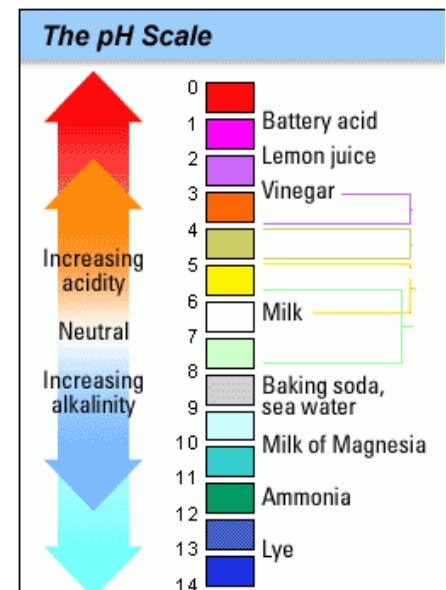 The pH Scale
0
1
Battery acid
2
Lemon juice
3
Vinegar
4
Increasing
acidity
5
6
Neutral
Milk
7
Increasing
alkalinity
8
Baking soda,
sea water
9
10
Milk of Magnesia
11
Ammonia
12
13
Lye
14